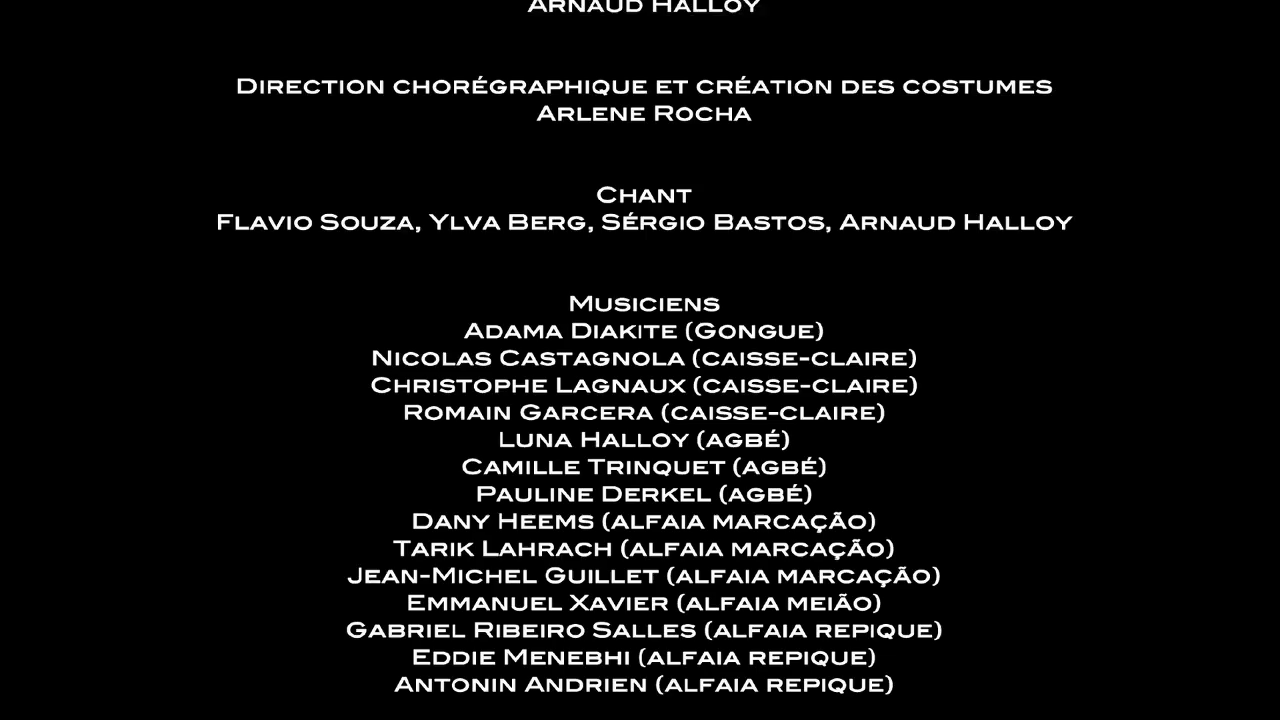 Arnaud Halloy
Direction chorégraphique et création des costumes
Arlene Rocha
Chant
Flavio Souza, Ylva Berg, Sérgio Bastos, Arnaud Halloy
Musiciens
Adama Diakite (Gongue)
Nicolas Castagnola (caisse-claire)
Christophe Lagnaux (caisse-claire)
Romain Garcera (caisse-claire)
Luna Halloy (agbé)
Camille Trinquet (agbé)
Pauline Derkel (agbé)
Dany Heems (alfaia marcação)
Tarik Lahrach (alfaia marcação)
Jean-Michel Guillet (alfaia marcação)
Emmanuel Xavier (alfaia meião)
Gabriel Ribeiro Salles (alfaia repique)
Eddie Menebhi (alfaia repique)
Antonin Andrien (alfaia repique)